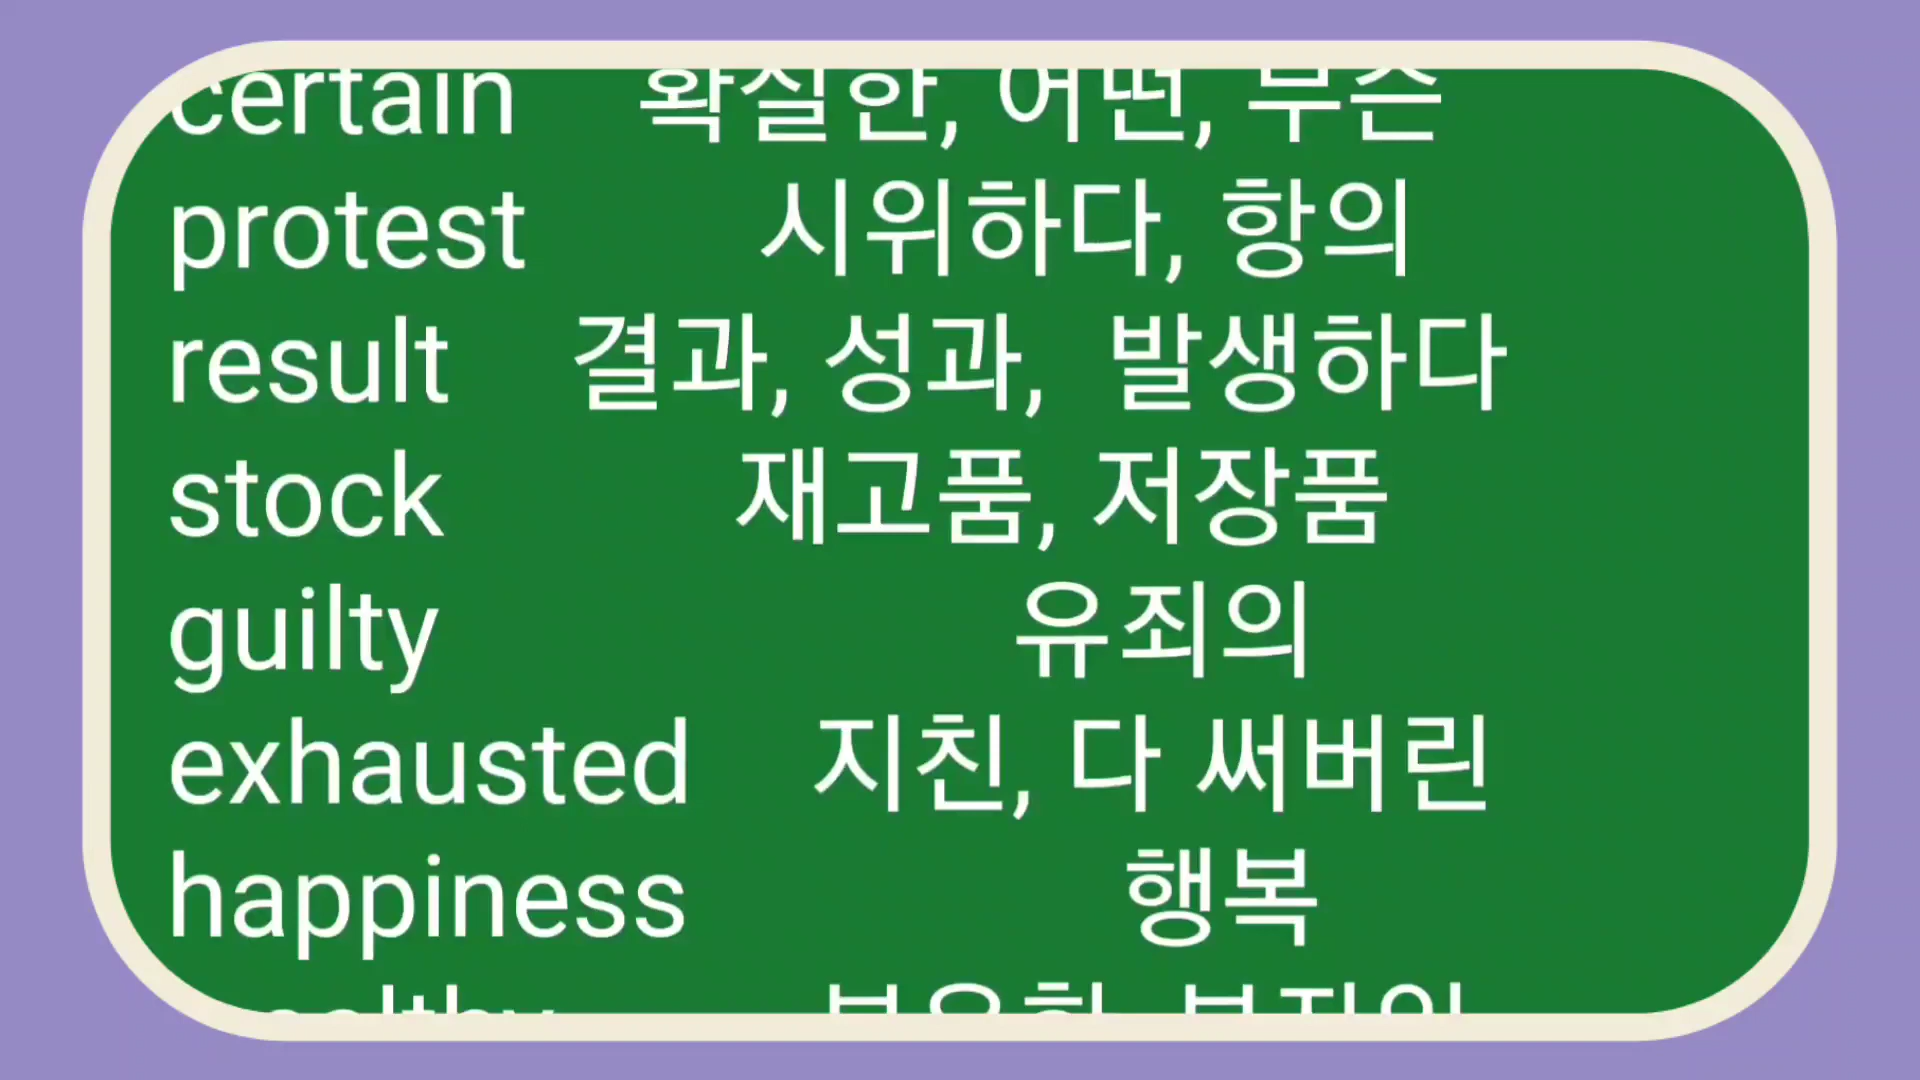 certain 확실한, 어떤, 무슨
protest 시위하다, 항의
result 결과, 성과, 발생하다
stock 재고품, 저장품
guilty 유죄의
exhausted 지친, 다 써버린
happiness 행복